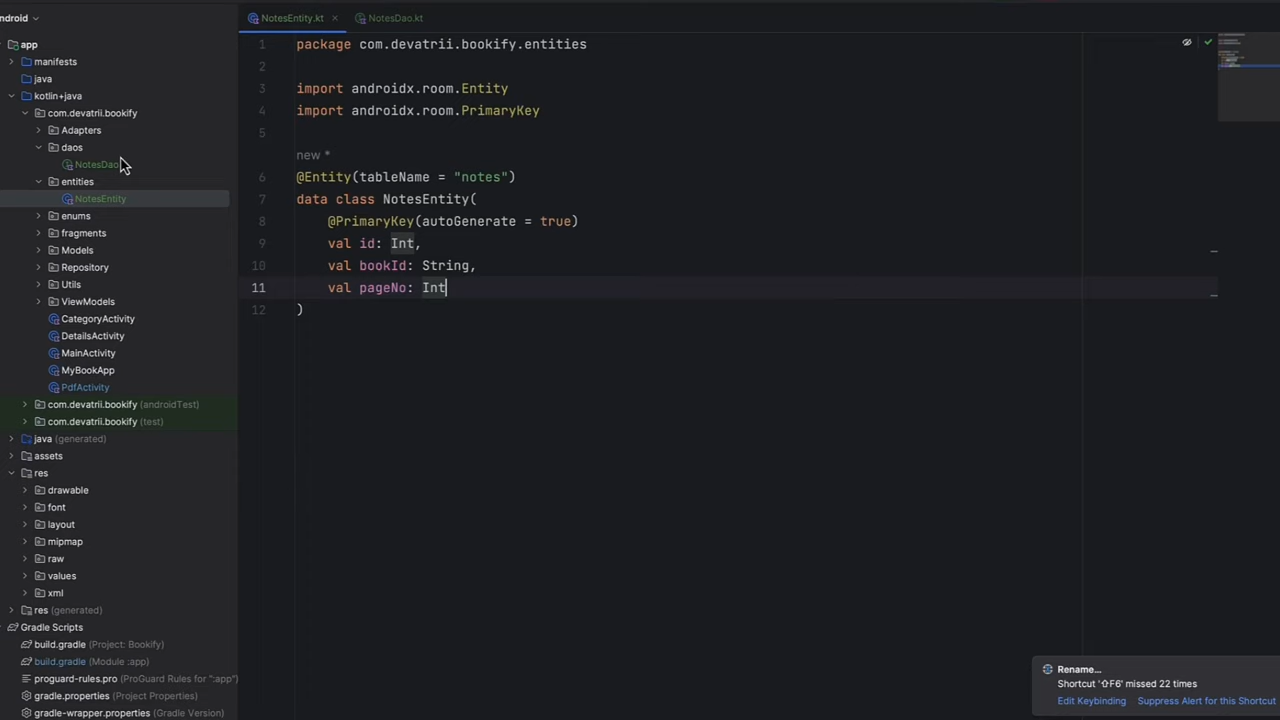 ndroid
NotesEntity.kt
NotesDao.kt
app
manifests
java
kotlin+java
com.devatrii.bookify
Adapters
daos
NotesDao
entities
NotesEntity
enums
fragments
Models
Repository
Utils
ViewModels
CategoryActivity
DetailsActivity
MainActivity
MyBookApp
PdfActivity
com.devatrii.bookify (androidTest)
com.devatrii.bookify (test)
java (generated)
assets
res
drawable
font
layout
mipmap
raw
values
xml
res (generated)
Gradle Scripts
build.gradle (Project: Bookify)
build.gradle (Module :app)
proguard-rules.pro (ProGuard Rules for ":app")
gradle.properties (Project Properties)
gradle-wrapper.properties (Gradle Version)
1 package com.devatrii.bookify.entities
2
3 import androidx.room.Entity
4 import androidx.room.PrimaryKey
5
new *
6 @Entity(tableName = "notes")
7 data class NotesEntity(
8 @PrimaryKey(autoGenerate = true)
9 val id: Int,
10 val bookId: String,
11 val pageNo: Int
12 )
Rename...
Shortcut '⇧F6' missed 22 times
Edit Keybinding Suppress Alert for this Shortcut